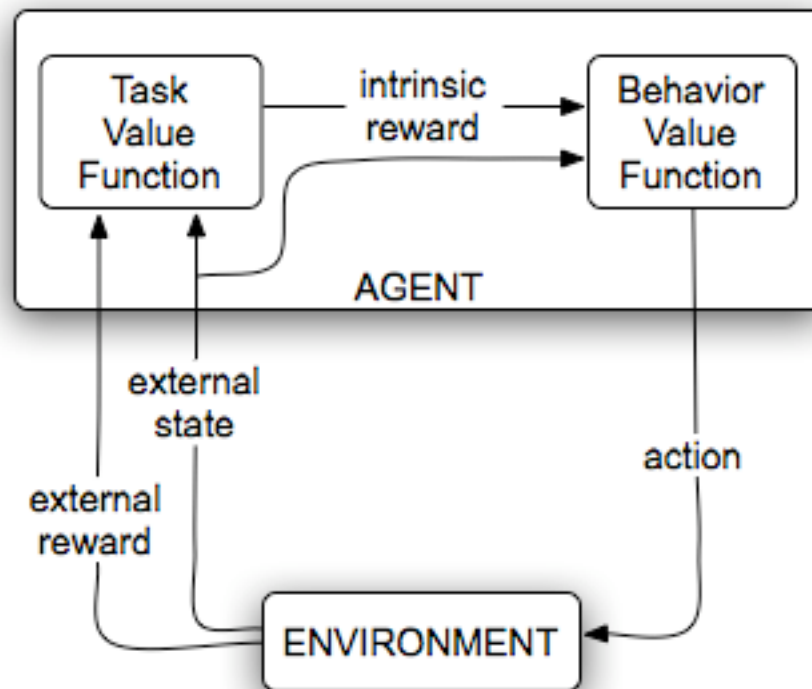 Task
Value
Function
intrinsic
reward
Behavior
Value
Function
AGENT
external
state
action
external
reward
ENVIRONMENT